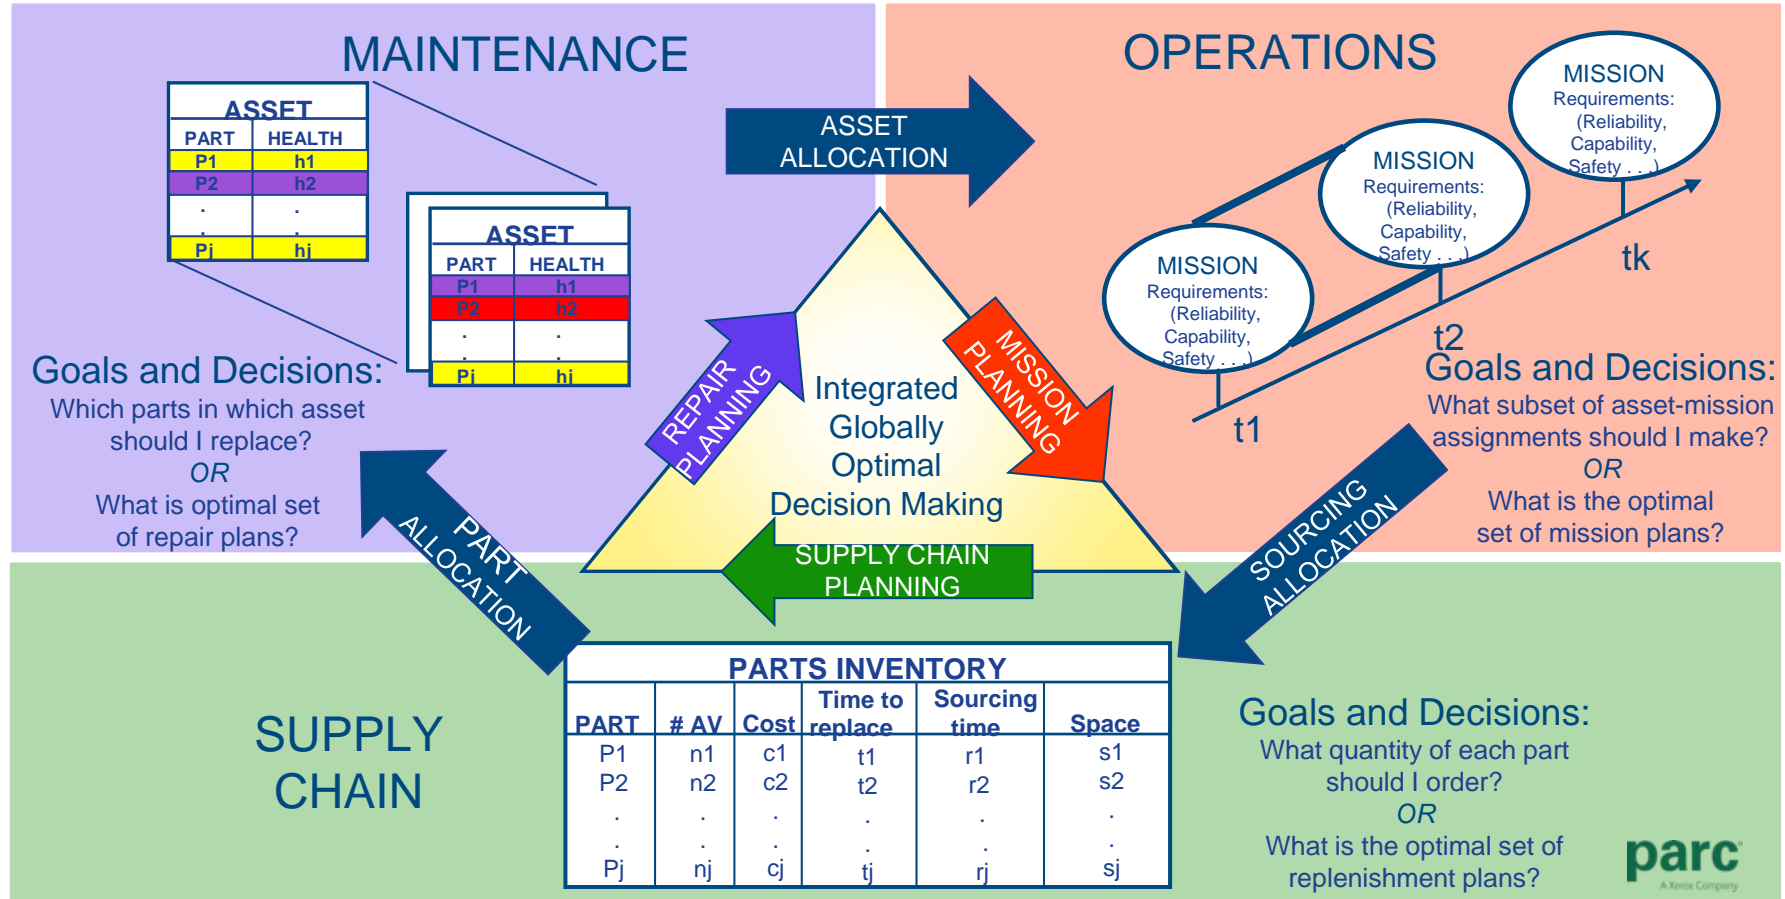 MAINTENANCE
ASSET
PART HEALTH
P1 h1
P2 h2
. .
. .
Pj hj
ASSET
PART HEALTH
P1 h1
P2 h2
. .
. .
Pj hj
Goals and Decisions:
Which parts in which asset
should I replace?
OR
What is optimal set
of repair plans?
ASSET
ALLOCATION
OPERATIONS
MISSION
Requirements:
(Reliability,
Capability,
Safety . . .)
MISSION
Requirements:
(Reliability,
Capability,
Safety . . .)
MISSION
Requirements:
(Reliability,
Capability,
Safety . . .)
t1
t2
tk
Goals and Decisions:
What subset of asset-mission
assignments should I make?
OR
What is the optimal
set of mission plans?
REPAIR
PLANNING
MISSION
PLANNING
Integrated
Globally
Optimal
Decision Making
SUPPLY CHAIN
PLANNING
PART
ALLOCATION
SOURCING
ALLOCATION
SUPPLY
CHAIN
PARTS INVENTORY
PART # AV Cost Time to replace Sourcing time Space
P1 n1 c1 t1 r1 s1
P2 n2 c2 t2 r2 s2
. . . . . .
. . . . . .
Pj nj cj tj rj sj
Goals and Decisions:
What quantity of each part
should I order?
OR
What is the optimal set of
replenishment plans?
parc
A Xerox Company